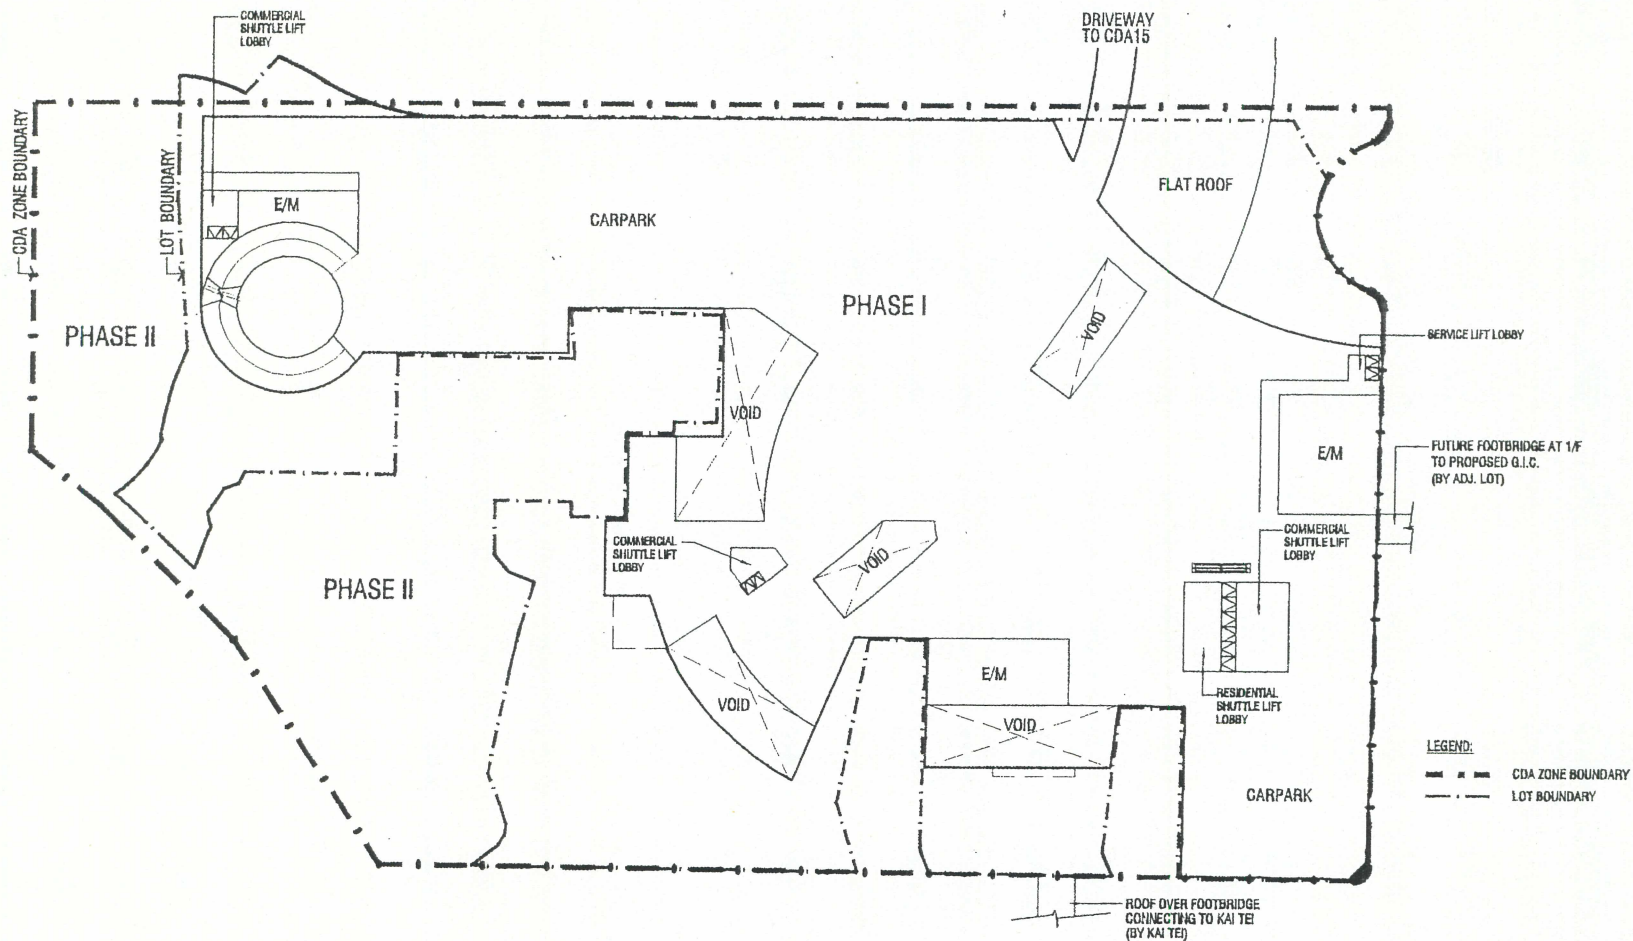 COMMERCIAL
SHUTTLE LIFT
LOBBY
DRIVEWAY
TO CDA15
CDA ZONE BOUNDARY
LOT BOUNDARY
E/M
CARPARK
FLAT ROOF
PHASE I
VOID
PHASE II
SERVICE LIFT LOBBY
VOID
E/M
FUTURE FOOTBRIDGE AT 1/F
TO PROPOSED G.I.C.
(BY ADJ. LOT)
COMMERCIAL
SHUTTLE LIFT
LOBBY
COMMERCIAL
SHUTTLE LIFT
LOBBY
VOID
PHASE II
E/M
VOID
RESIDENTIAL
SHUTTLE LIFT
LOBBY
VOID
CARPARK
LEGEND:
CDA ZONE BOUNDARY
LOT BOUNDARY
ROOF OVER FOOTBRIDGE
CONNECTING TO KAI TEI
(BY KAI TEI)